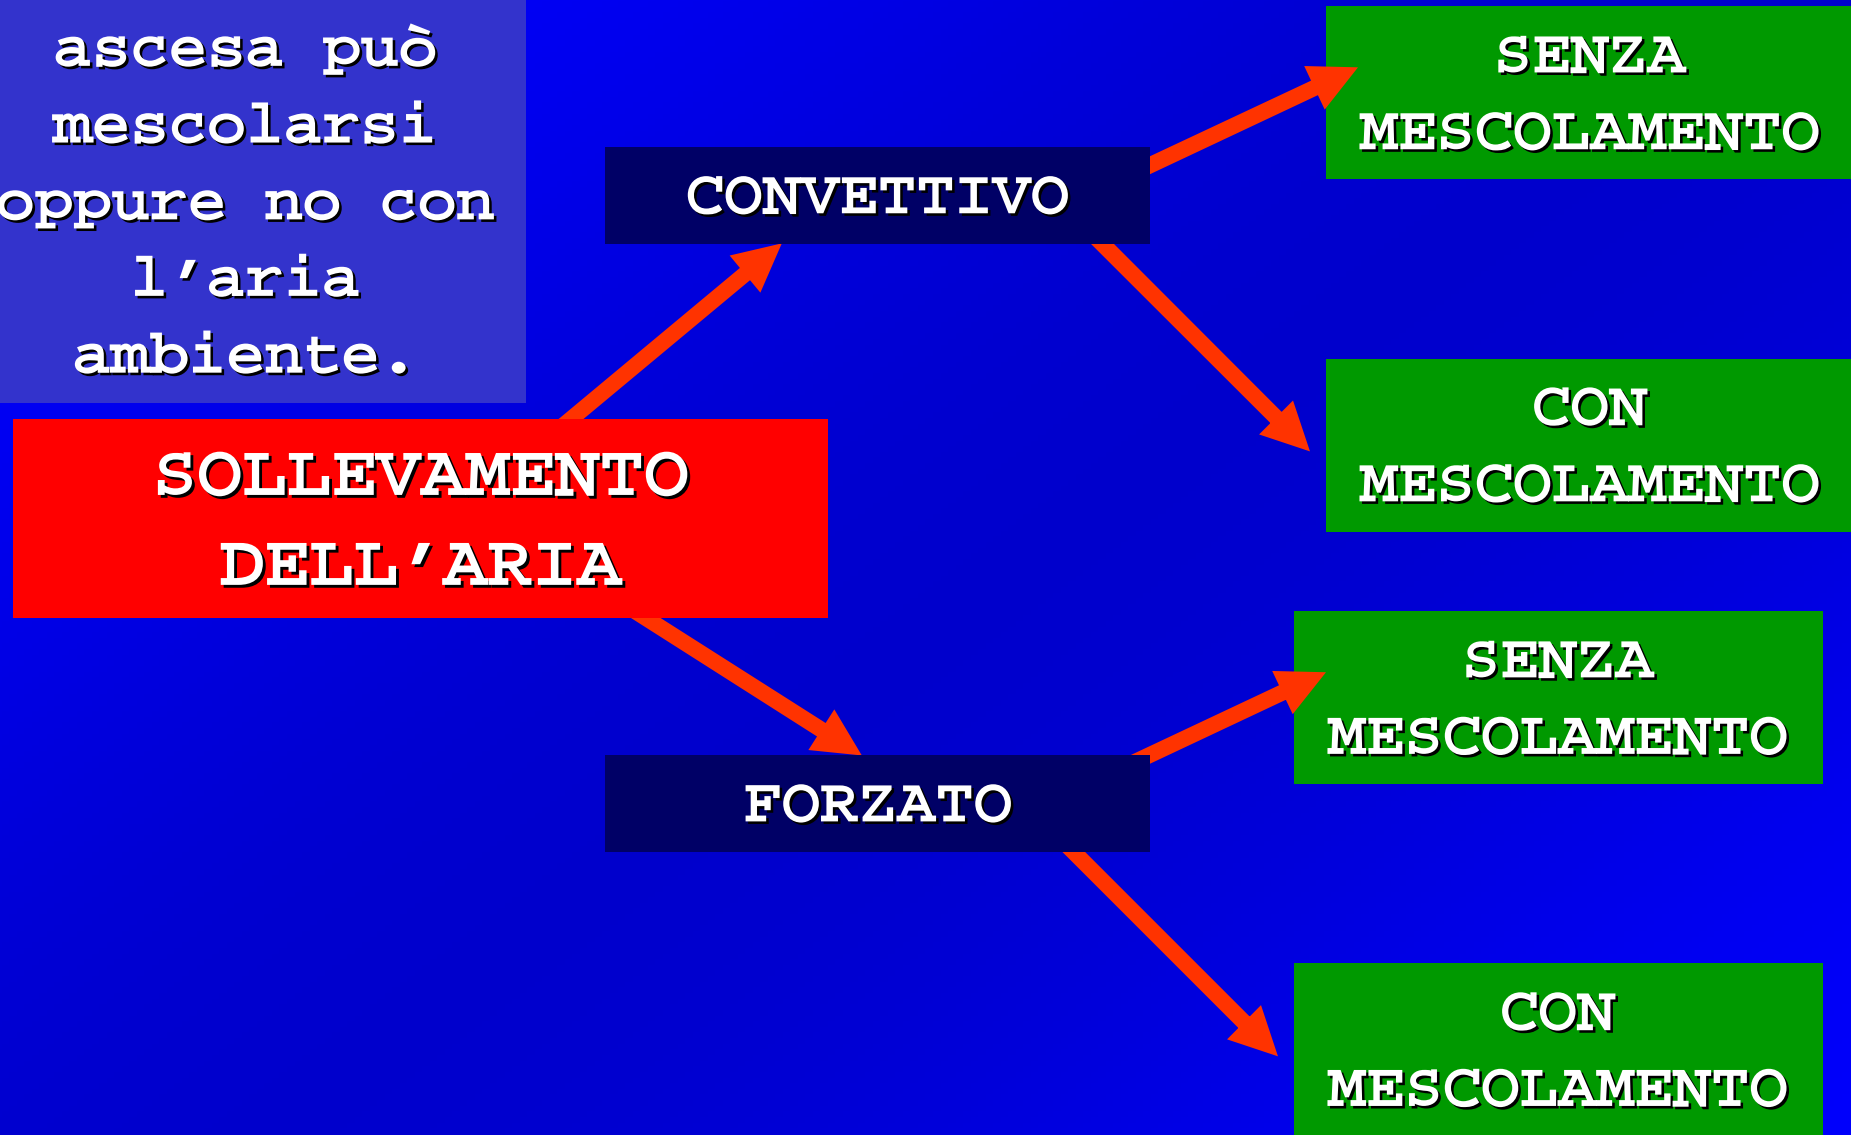 ascesa può
mescolarsi
oppure no con
l’aria
ambiente.
SOLLEVAMENTO
DELL’ARIA
CONVETTIVO
SENZA
MESCOLAMENTO
CON
MESCOLAMENTO
FORZATO
SENZA
MESCOLAMENTO
CON
MESCOLAMENTO